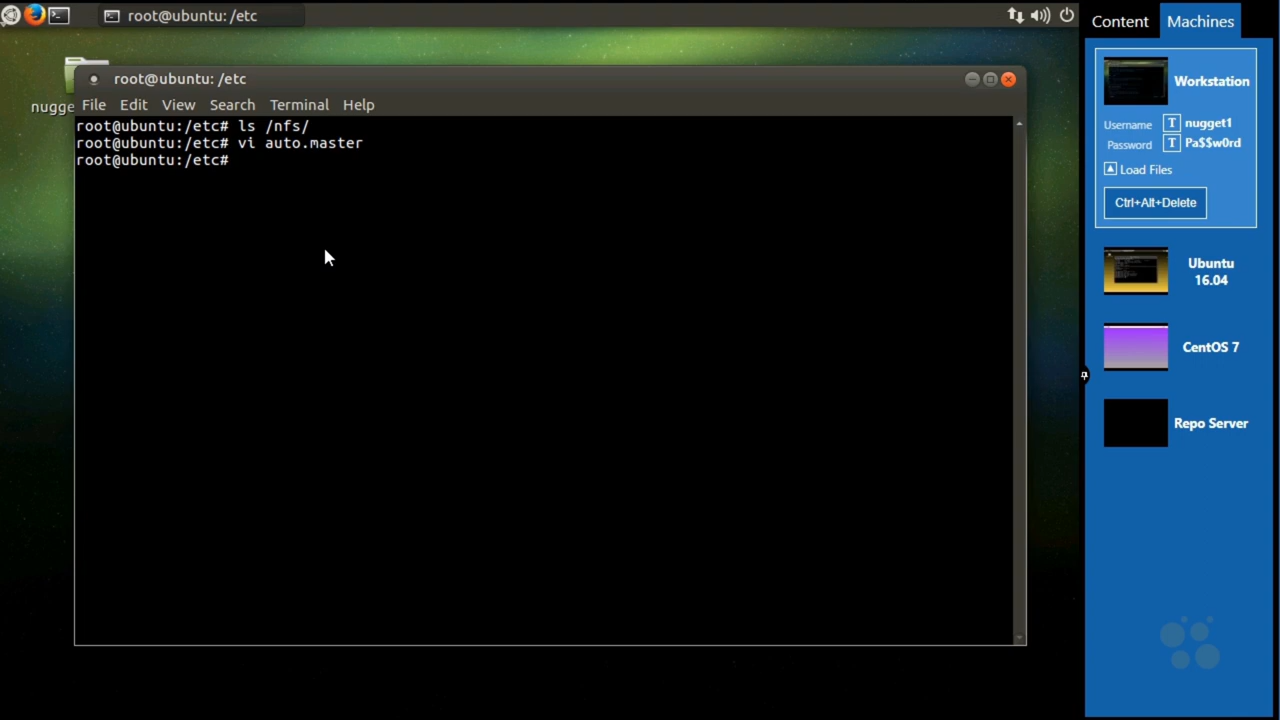 root@ubuntu: /etc
Content
Machines
nugge
root@ubuntu: /etc
File Edit View Search Terminal Help
root@ubuntu:/etc# ls /nfs/
root@ubuntu:/etc# vi auto.master
root@ubuntu:/etc#
Workstation
Username T nugget1
Password T Pa$$w0rd
Load Files
Ctrl+Alt+Delete
Ubuntu
16.04
CentOS 7
Repo Server